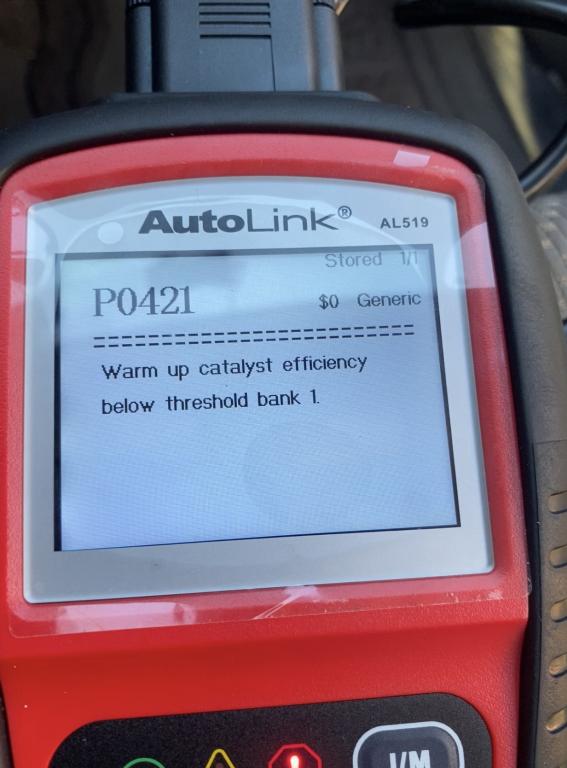 AutoLink® AL519
Stored 1/1
P0421 $0 Generic
================================
Warm up catalyst efficiency
below threshold bank 1.
I/M